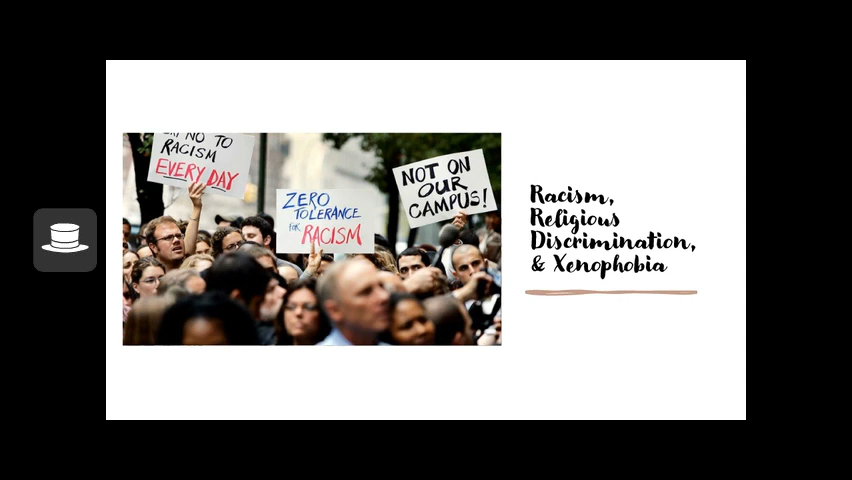 NO TO
RACISM
EVERY DAY
ZERO
TOLERANCE
FOR RACISM
NOT ON
OUR
CAMPUS!
Racism,
Religious
Discrimination,
& Xenophobia